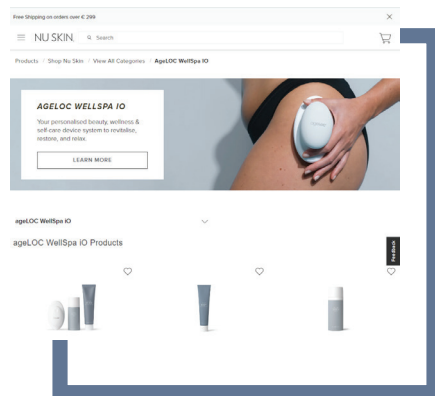 Free Shipping on orders over € 299
NU SKIN.
Search
Products / Shop Nu Skin / View All Categories / AgeLOC WellSpa IO
AGELOC WELLSPA IO
Your personalised beauty, wellness &
self-care device system to revitalise,
restore, and relax.
LEARN MORE
ageLOC WellSpa iO
ageLOC WellSpa iO Products
Feedback